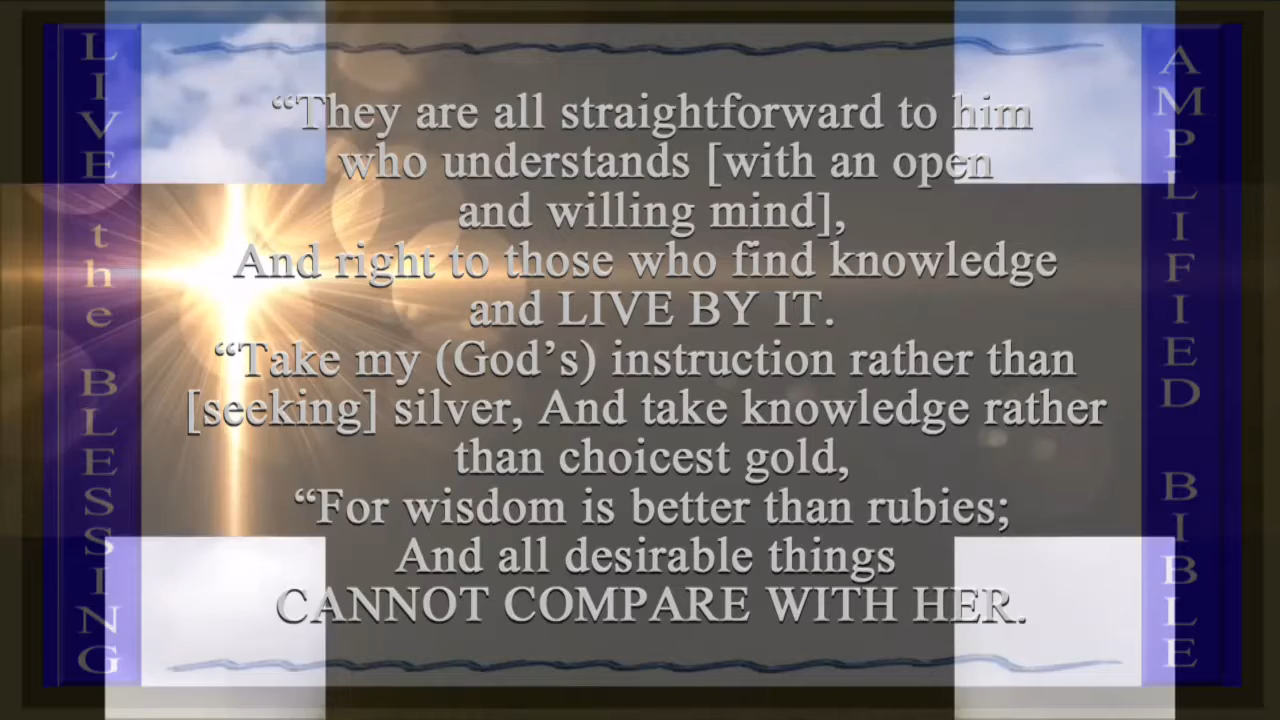 LIVE the BLESSING
“They are all straightforward to him
who understands [with an open
and willing mind],
And right to those who find knowledge
and LIVE BY IT.
“Take my (God’s) instruction rather than
[seeking] silver, And take knowledge rather
than choicest gold,
“For wisdom is better than rubies;
And all desirable things
CANNOT COMPARE WITH HER.
AMPLIFIED BIBLE